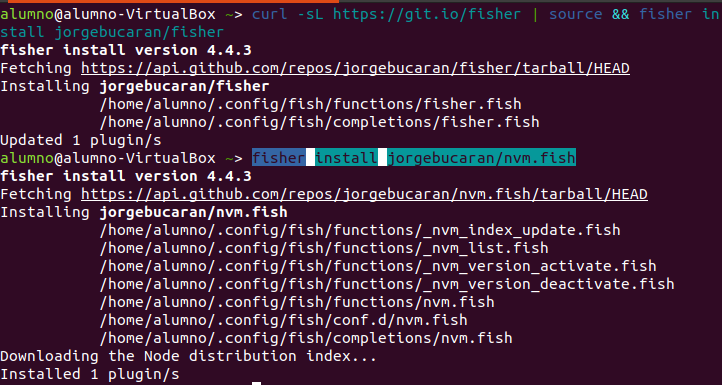 alumno@alumno-VirtualBox ~> curl -sL https://git.io/fisher | source && fisher in
stall jorgebucaran/fisher
fisher install version 4.4.3
Fetching https://api.github.com/repos/jorgebucaran/fisher/tarball/HEAD
Installing jorgebucaran/fisher
           /home/alumno/.config/fish/functions/fisher.fish
           /home/alumno/.config/fish/completions/fisher.fish
Updated 1 plugin/s
alumno@alumno-VirtualBox ~> fisher install jorgebucaran/nvm.fish
fisher install version 4.4.3
Fetching https://api.github.com/repos/jorgebucaran/nvm.fish/tarball/HEAD
Installing jorgebucaran/nvm.fish
           /home/alumno/.config/fish/functions/_nvm_index_update.fish
           /home/alumno/.config/fish/functions/_nvm_list.fish
           /home/alumno/.config/fish/functions/_nvm_version_activate.fish
           /home/alumno/.config/fish/functions/_nvm_version_deactivate.fish
           /home/alumno/.config/fish/functions/nvm.fish
           /home/alumno/.config/fish/conf.d/nvm.fish
           /home/alumno/.config/fish/completions/nvm.fish
Downloading the Node distribution index...
Installed 1 plugin/s